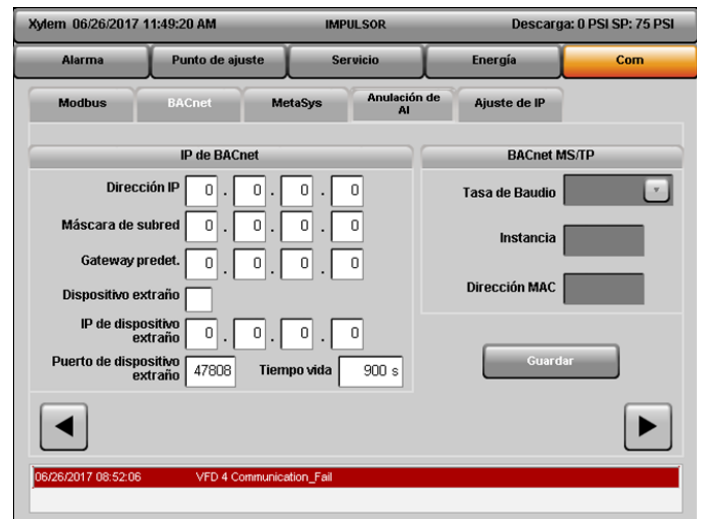 Xylem 06/26/2017 11:49:20 AM IMPULSOR Descarga: 0 PSI SP: 75 PSI
Alarma Punto de ajuste Servicio Energía Com
Modbus BACnet MetaSys Anulación de AI Ajuste de IP
IP de BACnet
Dirección IP 0 . 0 . 0 . 0
Máscara de subred 0 . 0 . 0 . 0
Gateway predet. 0 . 0 . 0 . 0
Dispositivo extraño
IP de dispositivo extraño 0 . 0 . 0 . 0
Puerto de dispositivo extraño 47808 Tiempo vida 900 s
BACnet MS/TP
Tasa de Baudio
Instancia
Dirección MAC
Guardar
06/26/2017 08:52:06 VFD 4 Communication_Fail